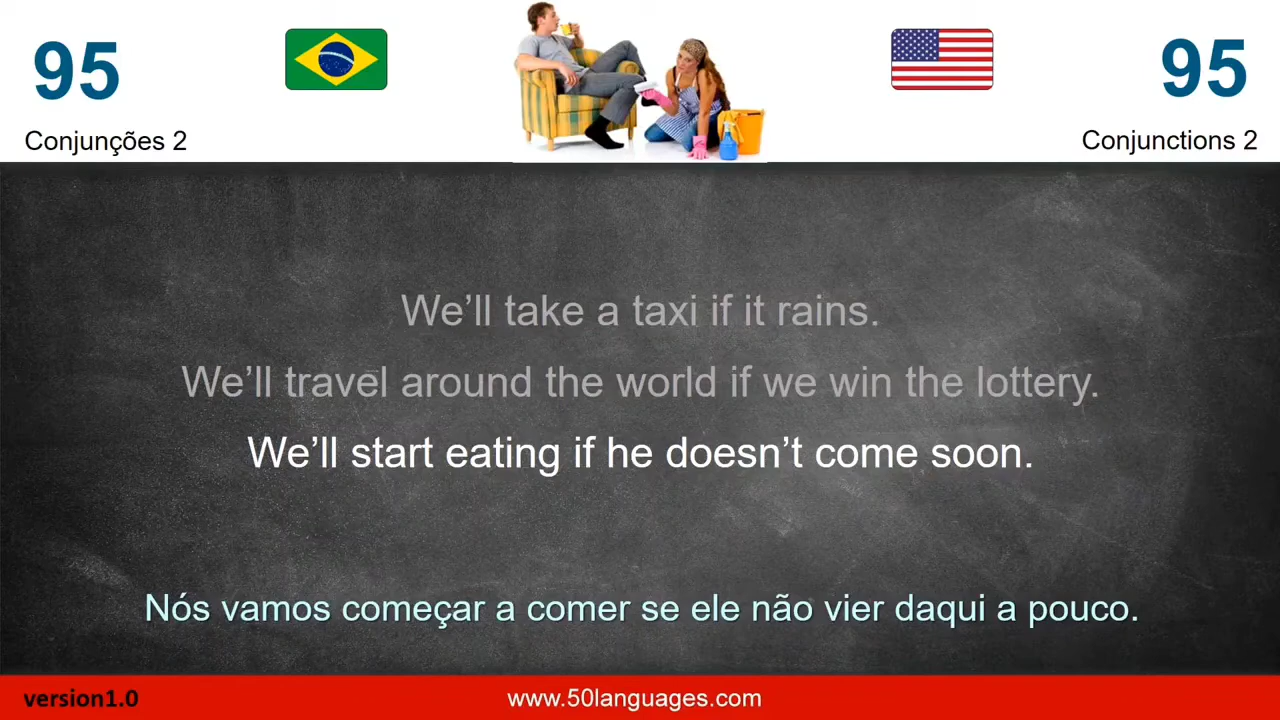 95
95
Conjunções 2
Conjunctions 2
We’ll take a taxi if it rains.
We’ll travel around the world if we win the lottery.
We’ll start eating if he doesn’t come soon.
Nós vamos começar a comer se ele não vier daqui a pouco.
version1.0
www.50languages.com